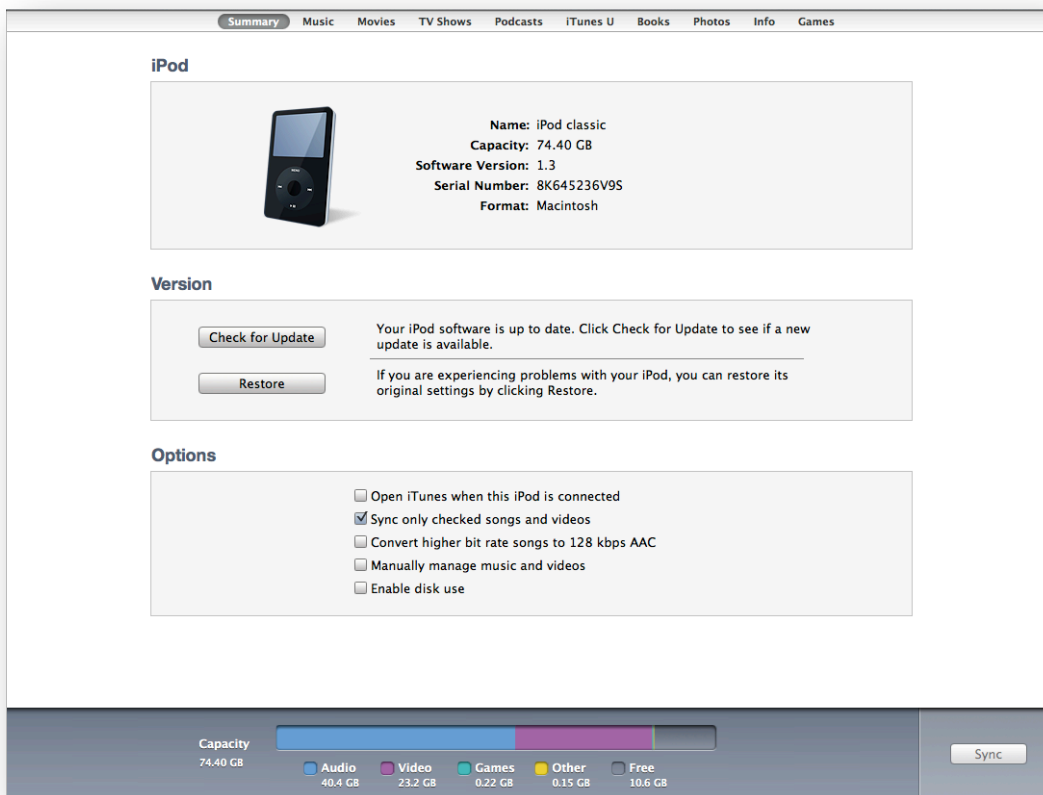 Summary Music Movies TV Shows Podcasts iTunes U Books Photos Info Games
iPod
Name: iPod classic
Capacity: 74.40 GB
Software Version: 1.3
Serial Number: 8K645236V9S
Format: Macintosh
Version
Check for Update
Your iPod software is up to date. Click Check for Update to see if a new
update is available.
Restore
If you are experiencing problems with your iPod, you can restore its
original settings by clicking Restore.
Options
Open iTunes when this iPod is connected
Sync only checked songs and videos
Convert higher bit rate songs to 128 kbps AAC
Manually manage music and videos
Enable disk use
Capacity
74.40 GB
Audio Video Games Other Free
40.4 GB 23.2 GB 0.22 GB 0.15 GB 10.6 GB
Sync